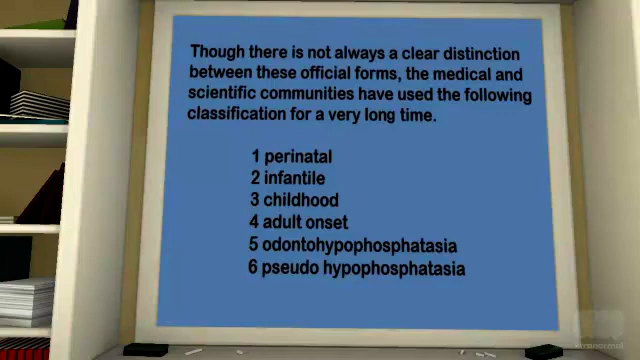 Though there is not always a clear distinction
between these official forms, the medical and
scientific communities have used the following
classification for a very long time.
1 perinatal
2 infantile
3 childhood
4 adult onset
5 odontohypophosphatasia
6 pseudo hypophosphatasia
xtranormal